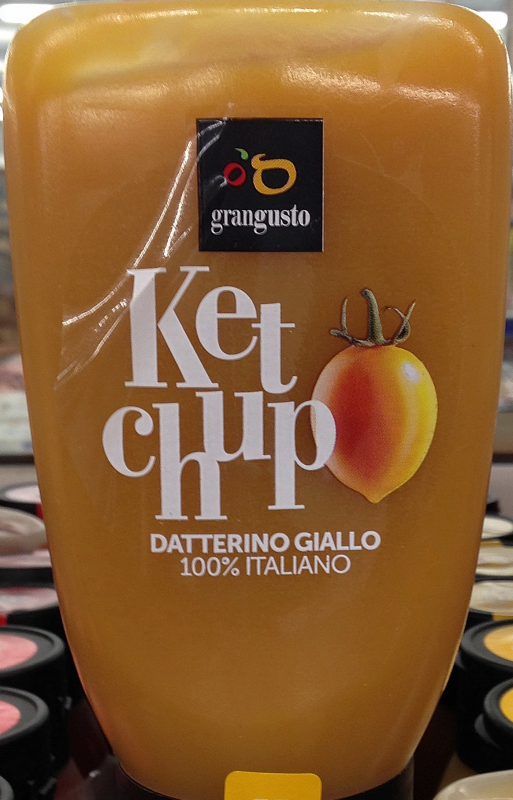 grangusto
Ket
chup
DATTERINO GIALLO
100% ITALIANO